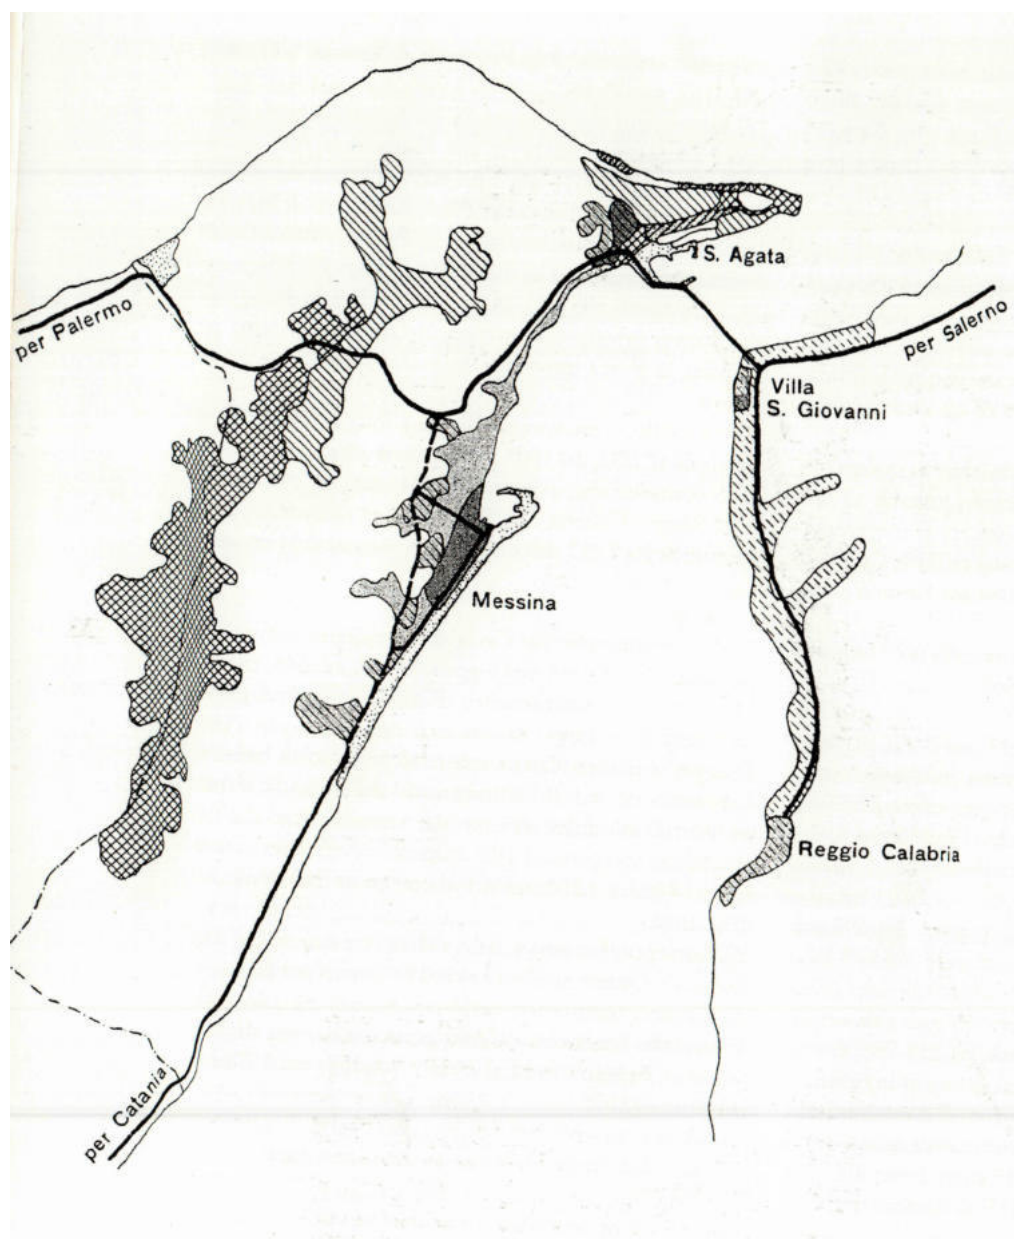 S. Agata
per Palermo
per Salerno
Villa
S. Giovanni
Messina
Reggio Calabria
per Catania